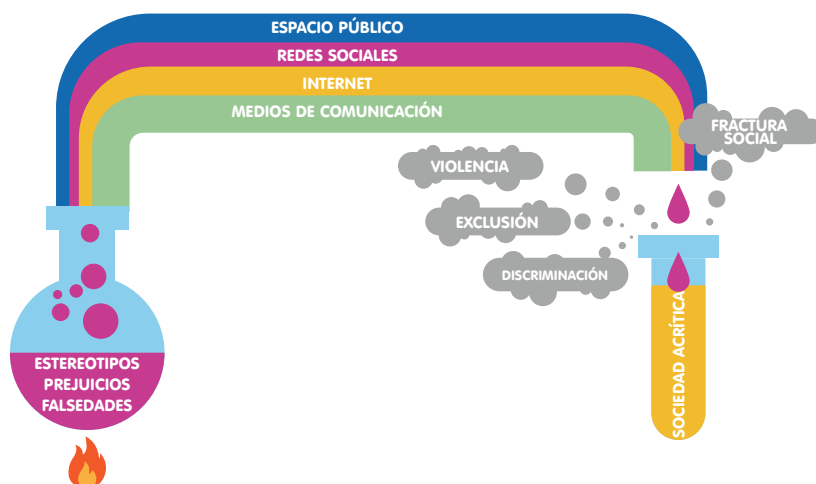 ESPACIO PÚBLICO
REDES SOCIALES
INTERNET
MEDIOS DE COMUNICACIÓN
FRACTURA
SOCIAL
VIOLENCIA
EXCLUSIÓN
DISCRIMINACIÓN
ESTEREOTIPOS
PREJUICIOS
FALSEDADES
SOCIEDAD ACRÍTICA